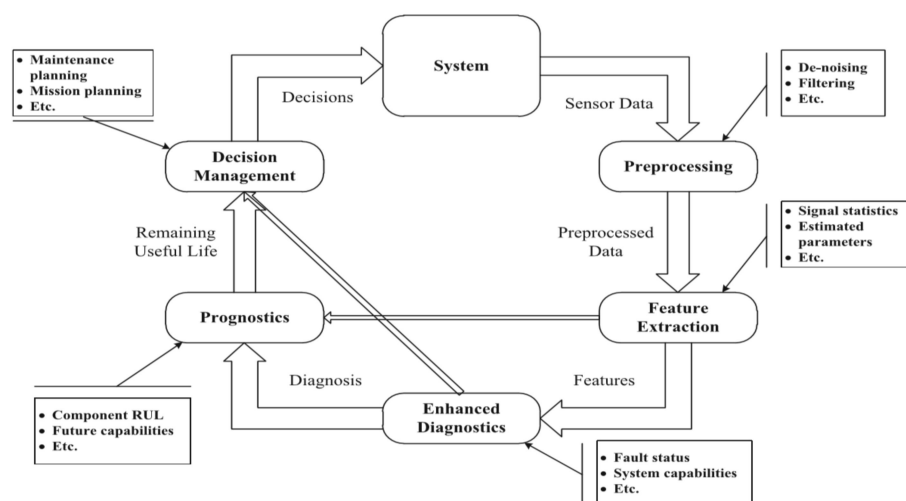 System
Decisions
Sensor Data
• Maintenance
planning
• Mission planning
• Etc.
• De-noising
• Filtering
• Etc.
Decision
Management
Preprocessing
Remaining
Useful Life
Preprocessed
Data
• Signal statistics
• Estimated
parameters
• Etc.
Prognostics
Feature
Extraction
Diagnosis
Features
Enhanced
Diagnostics
• Component RUL
• Future capabilities
• Etc.
• Fault status
• System capabilities
• Etc.